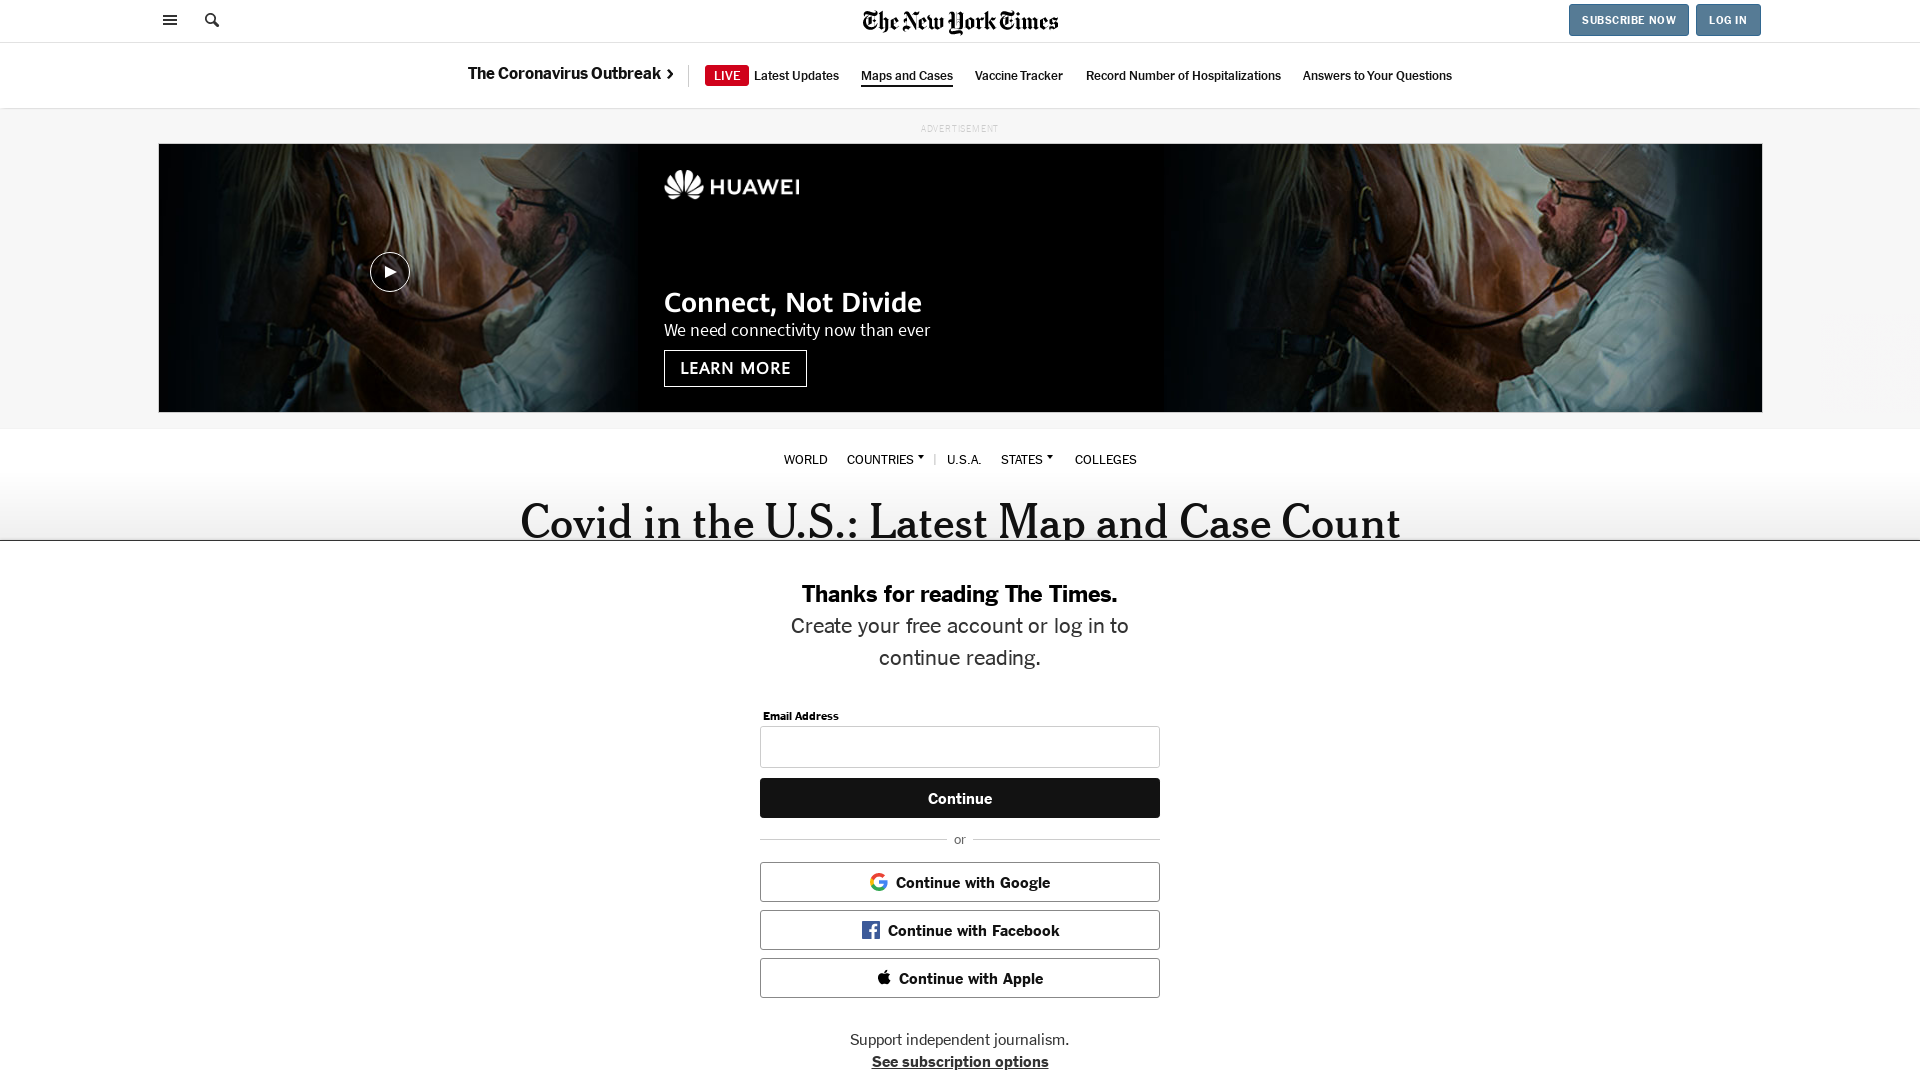 The New York Times
SUBSCRIBE NOW
LOG IN
The Coronavirus Outbreak
LIVE Latest Updates
Maps and Cases
Vaccine Tracker
Record Number of Hospitalizations
Answers to Your Questions
ADVERTISEMENT
HUAWEI
Connect, Not Divide
We need connectivity now than ever
LEARN MORE
WORLD
COUNTRIES
U.S.A.
STATES
COLLEGES
Covid in the U.S.: Latest Map and Case Count
Thanks for reading The Times.
Create your free account or log in to
continue reading.
Email Address
Continue
or
Continue with Google
Continue with Facebook
Continue with Apple
Support independent journalism.
See subscription options